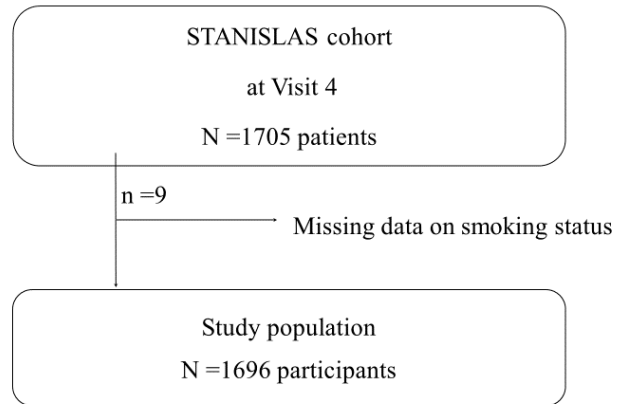 STANISLAS cohort
at Visit 4
N =1705 patients
n =9
Missing data on smoking status
Study population
N =1696 participants